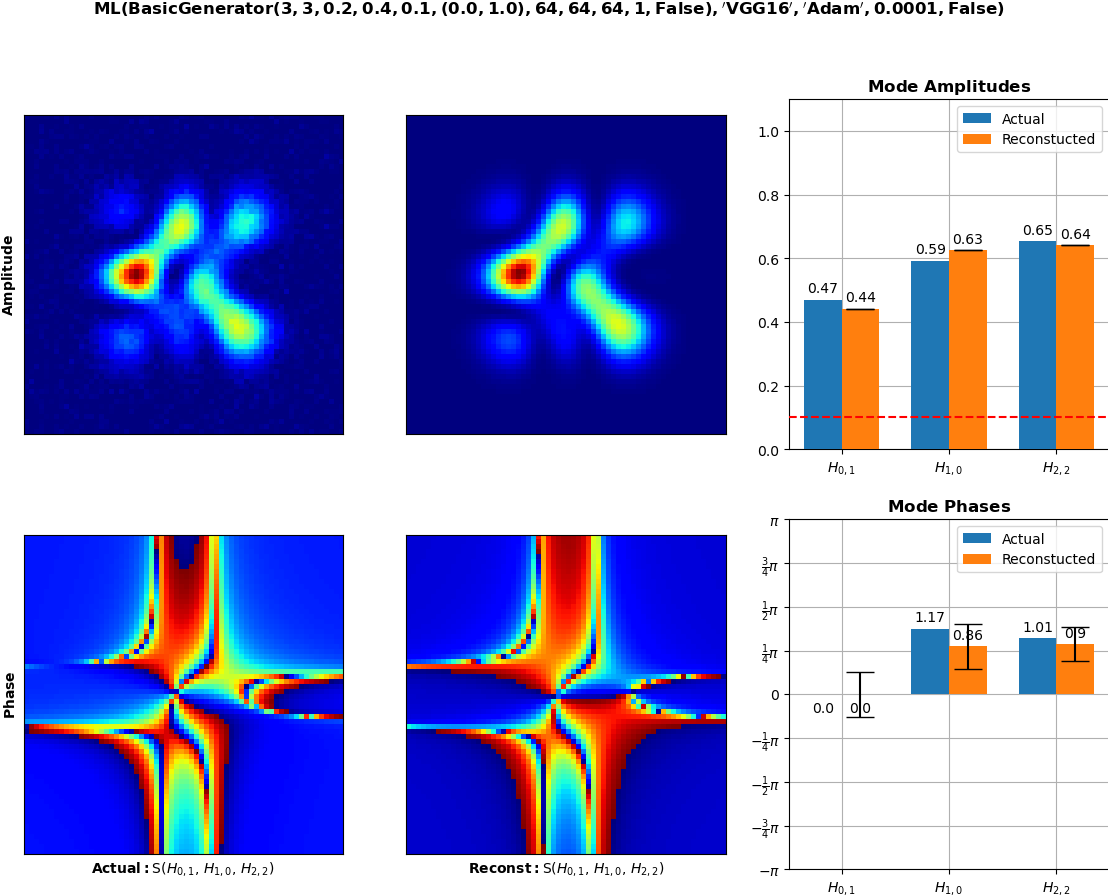 ML(BasicGenerator(3, 3, 0.2, 0.4, 0.1, (0.0, 1.0), 64, 64, 64, 1, False), ′VGG16′, ′Adam′, 0.0001, False)
Amplitude
Mode Amplitudes
Actual
Reconstucted
1.0
0.8
0.6
0.4
0.2
0.0
0.47
0.44
0.59
0.63
0.65
0.64
H0, 1
H1, 0
H2, 2
Phase
Actual: S(H0, 1, H1, 0, H2, 2)
Reconst: S(H0, 1, H1, 0, H2, 2)
Mode Phases
Actual
Reconstucted
π
3/4π
1/2π
1/4π
0
−1/4π
−1/2π
−3/4π
−π
0.0
0.0
1.17
0.86
1.01
0.9
H0, 1
H1, 0
H2, 2